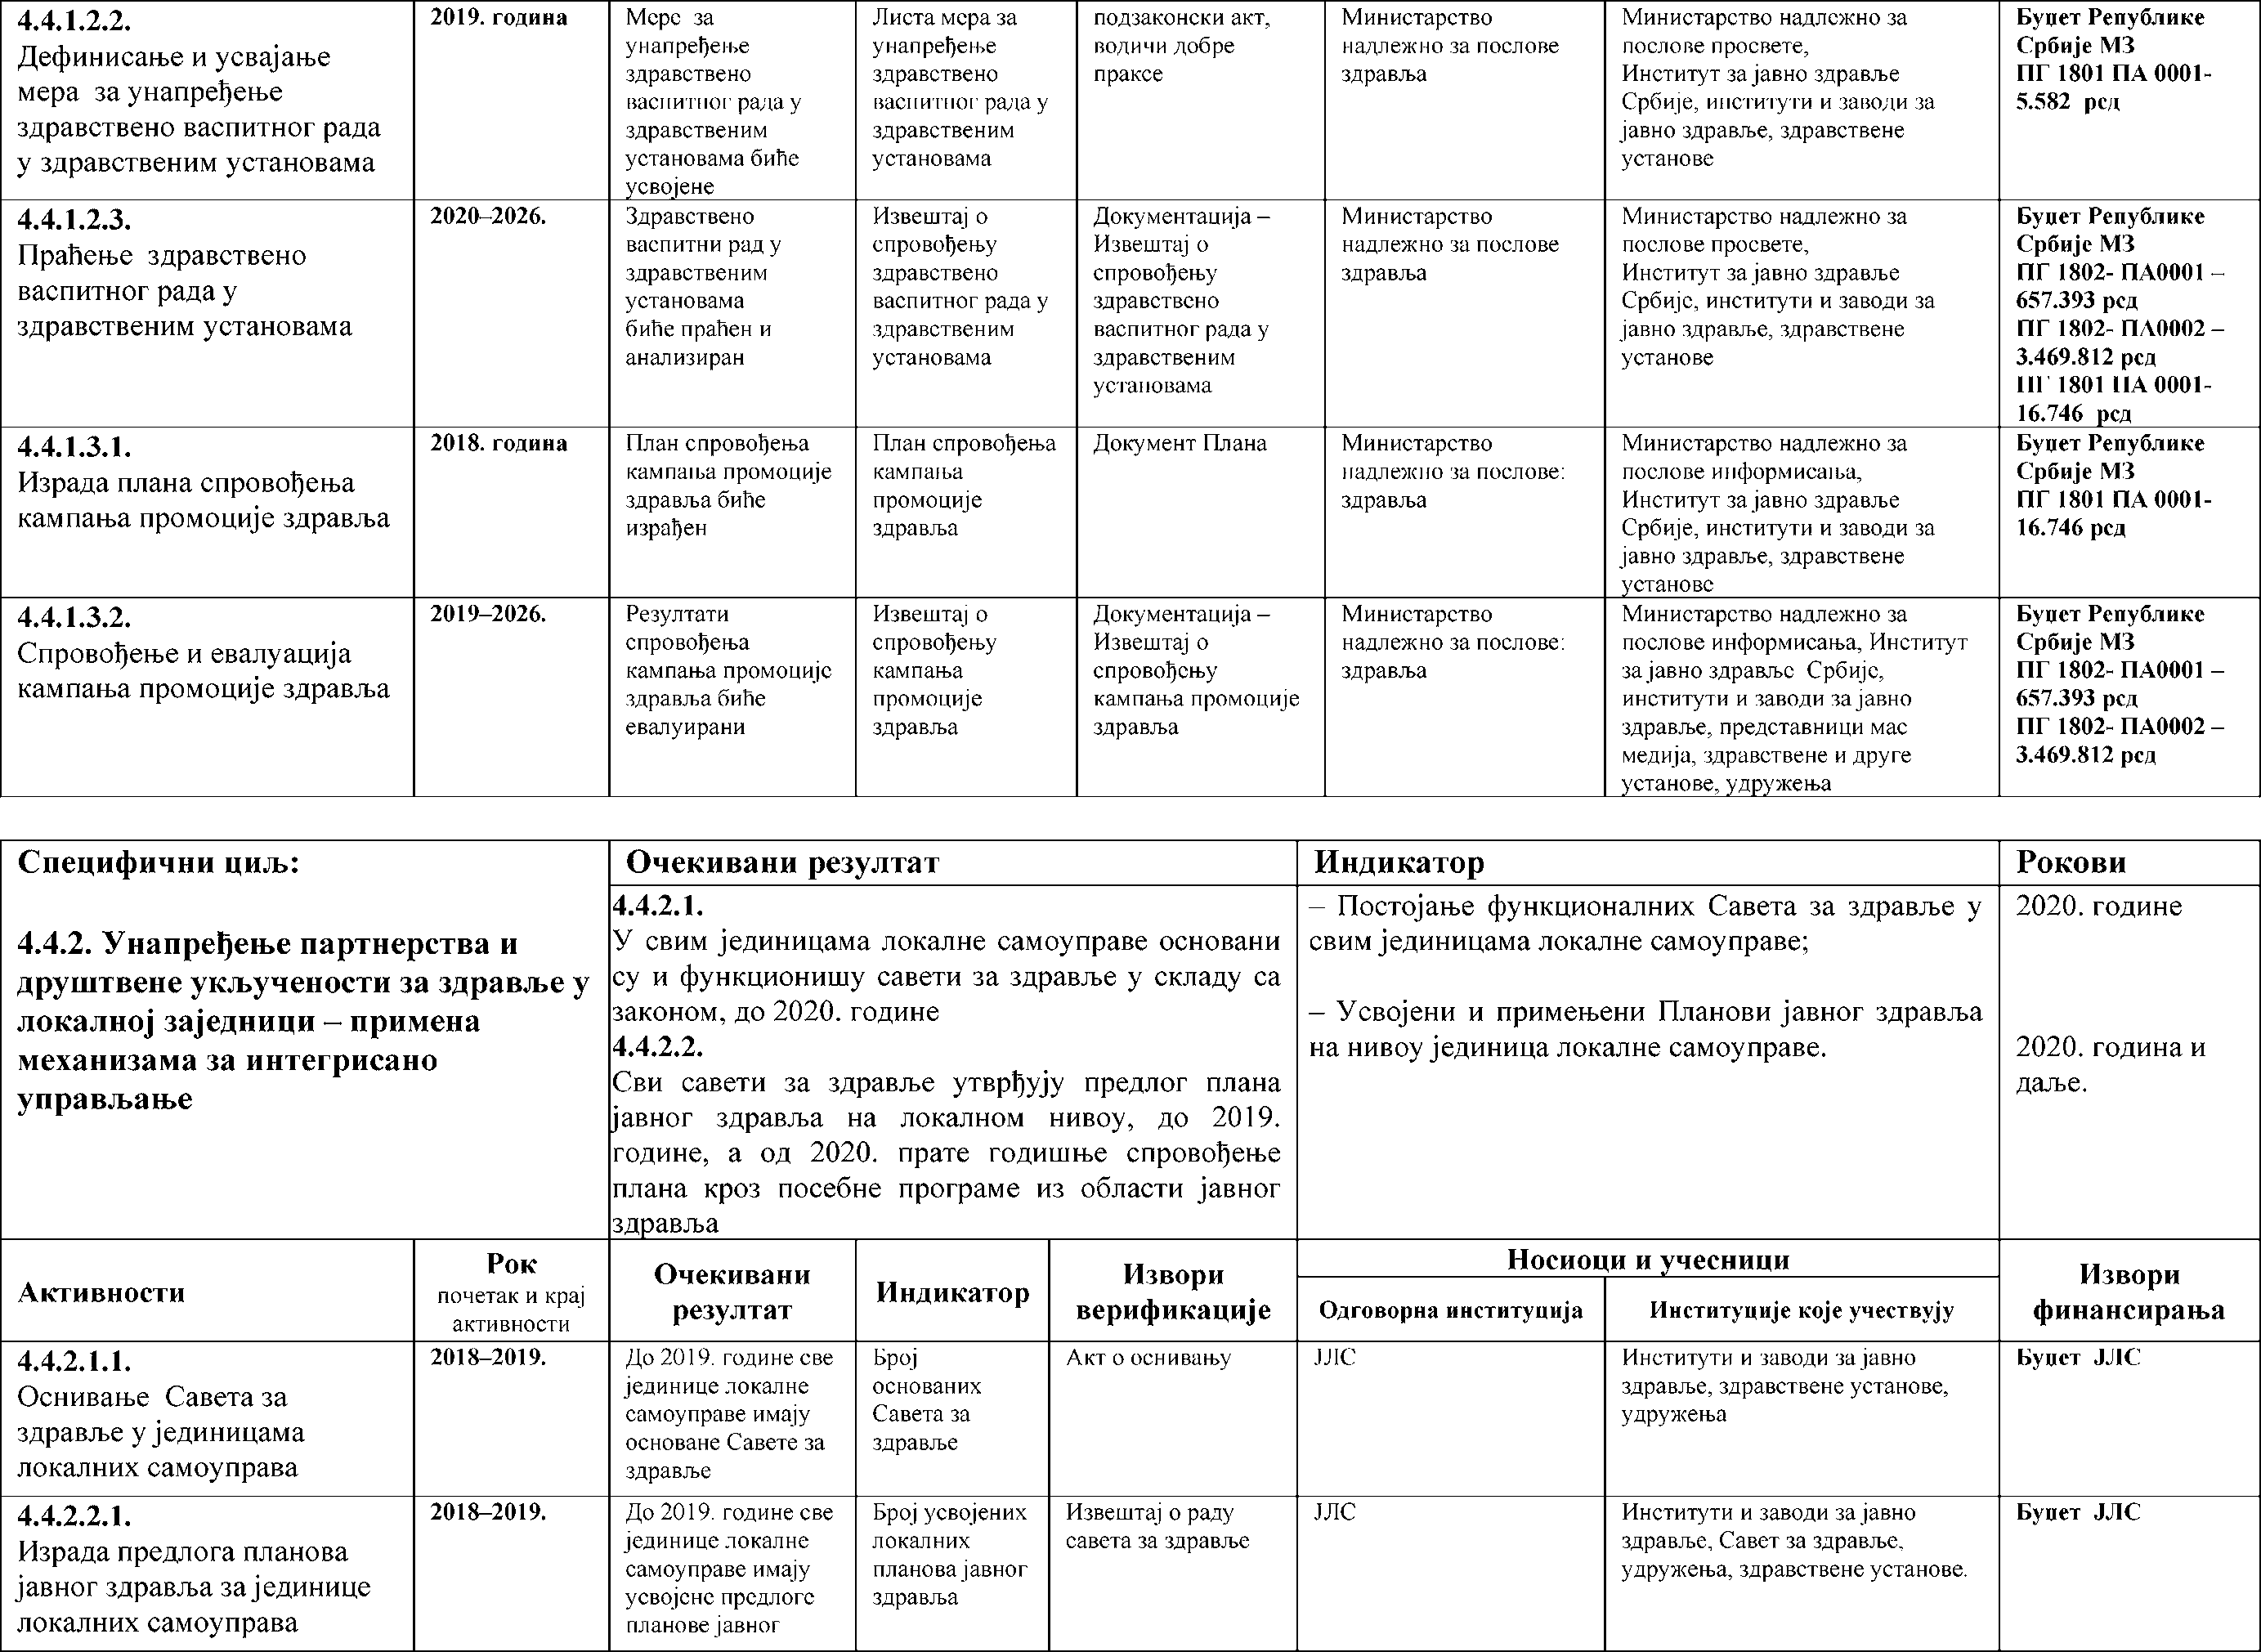 4.4.1.2.2.
Дефинисање и усвајање
мера за унапређење
здравствено васпитног рада
у здравственим установама
2019. година
Мере за
унапређење
здравствено
васпитног рада у
здравственим
установама биће
усвојене
Листа мера за
унапређење
здравствено
васпитног рада у
здравственим
установама
подзаконски акт,
водичи добре
праксе
Министарство
надлежно за послове
здравља
Министарство надлежно за
послове просвете,
Институт за јавно здравље
Србије, институти и заводи за
јавно здравље, здравствене
установе
Буџет Републике
Србије МЗ
ПГ 1801 ПА 0001-
5.582 рсд
4.4.1.2.3.
Праћење здравствено
васпитног рада у
здравственим установама
2020–2026.
Здравствено
васпитни рад у
здравственим
установама
биће праћен и
анализиран
Извештај о
спровођењу
здравствено
васпитног рада у
здравственим
установама
Документација –
Извештај о
спровођењу
здравствено
васпитног рада у
здравственим
установама
Министарство
надлежно за послове
здравља
Министарство надлежно за
послове просвете,
Институт за јавно здравље
Србије, институти и заводи за
јавно здравље, здравствене
установе
Буџет Републике
Србије МЗ
ПГ 1802- ПА0001 –
657.393 рсд
ПГ 1802- ПА0002 –
3.469.812 рсд
ПГ 1801 ПА 0001-
16.746 рсд
4.4.1.3.1.
Израда плана спровођења
кампања промоције здравља
2018. година
План спровођења
кампања промоције
здравља биће
израђен
План спровођења
кампања
промоције
здравља
Документ Плана
Министарство
надлежно за послове:
здравља
Министарство надлежно за
послове информисања,
Институт за јавно здравље
Србије, институти и заводи за
јавно здравље, здравствене
установе
Буџет Републике
Србије МЗ
ПГ 1801 ПА 0001-
16.746 рсд
4.4.1.3.2.
Спровођење и евалуација
кампања промоције здравља
2019–2026.
Резултати
спровођења
кампања промоције
здравља биће
евалуирани
Извештај о
спровођењу
кампања
промоције
здравља
Документација –
Извештај о
спровођењу
кампања промоције
здравља
Министарство
надлежно за послове:
здравља
Министарство надлежно за
послове информисања, Институт
за јавно здравље Србије,
институти и заводи за јавно
здравље, представници мас
медија, здравствене и друге
установе, удружења
Буџет Републике
Србије МЗ
ПГ 1802- ПА0001 –
657.393 рсд
ПГ 1802- ПА0002 –
3.469.812 рсд
Специфични циљ:
4.4.2. Унапређење партнерства и
друштвене укључености за здравље у
локалној заједници – примена
механизама за интегрисано
управљање
Очекивани резултат
4.4.2.1.
У свим јединицама локалне самоуправе основани
су и функционишу савети за здравље у складу са
законом, до 2020. године
4.4.2.2.
Сви савети за здравље утврђују предлог плана
јавног здравља на локалном нивоу, до 2019.
године, а од 2020. прате годишње спровођење
плана кроз посебне програме из области јавног
здравља
Индикатор
– Постојање функционалних Савета за здравље у
свим јединицама локалне самоуправе;
– Усвојени и примењени Планови јавног здравља
на нивоу јединица локалне самоуправе.
Рокови
2020. године
2020. година и
даље.
Активности
Рок
почетак и крај
активности
Очекивани
резултат
Индикатор
Извори
верификације
Носиоци и учесници
Одговорна институција
Институције које учествују
Извори
финансирања
4.4.2.1.1.
Оснивање Савета за
здравље у јединицама
локалних самоуправа
2018–2019.
До 2019. године све
јединице локалне
самоуправе имају
основане Савете за
здравље
Број
основаних
Савета за
здравље
Акт о оснивању
ЈЛС
Институти и заводи за јавно
здравље, здравствене установе,
удружења
Буџет ЈЛС
4.4.2.2.1.
Израда предлога планова
јавног здравља за јединице
локалних самоуправа
2018–2019.
До 2019. године све
јединице локалне
самоуправе имају
усвојене предлоге
планове јавног
Број усвојених
локалних
планова јавног
здравља
Извештај о раду
савета за здравље
ЈЛС
Институти и заводи за јавно
здравље, Савет за здравље,
удружења, здравствене установе.
Буџет ЈЛС